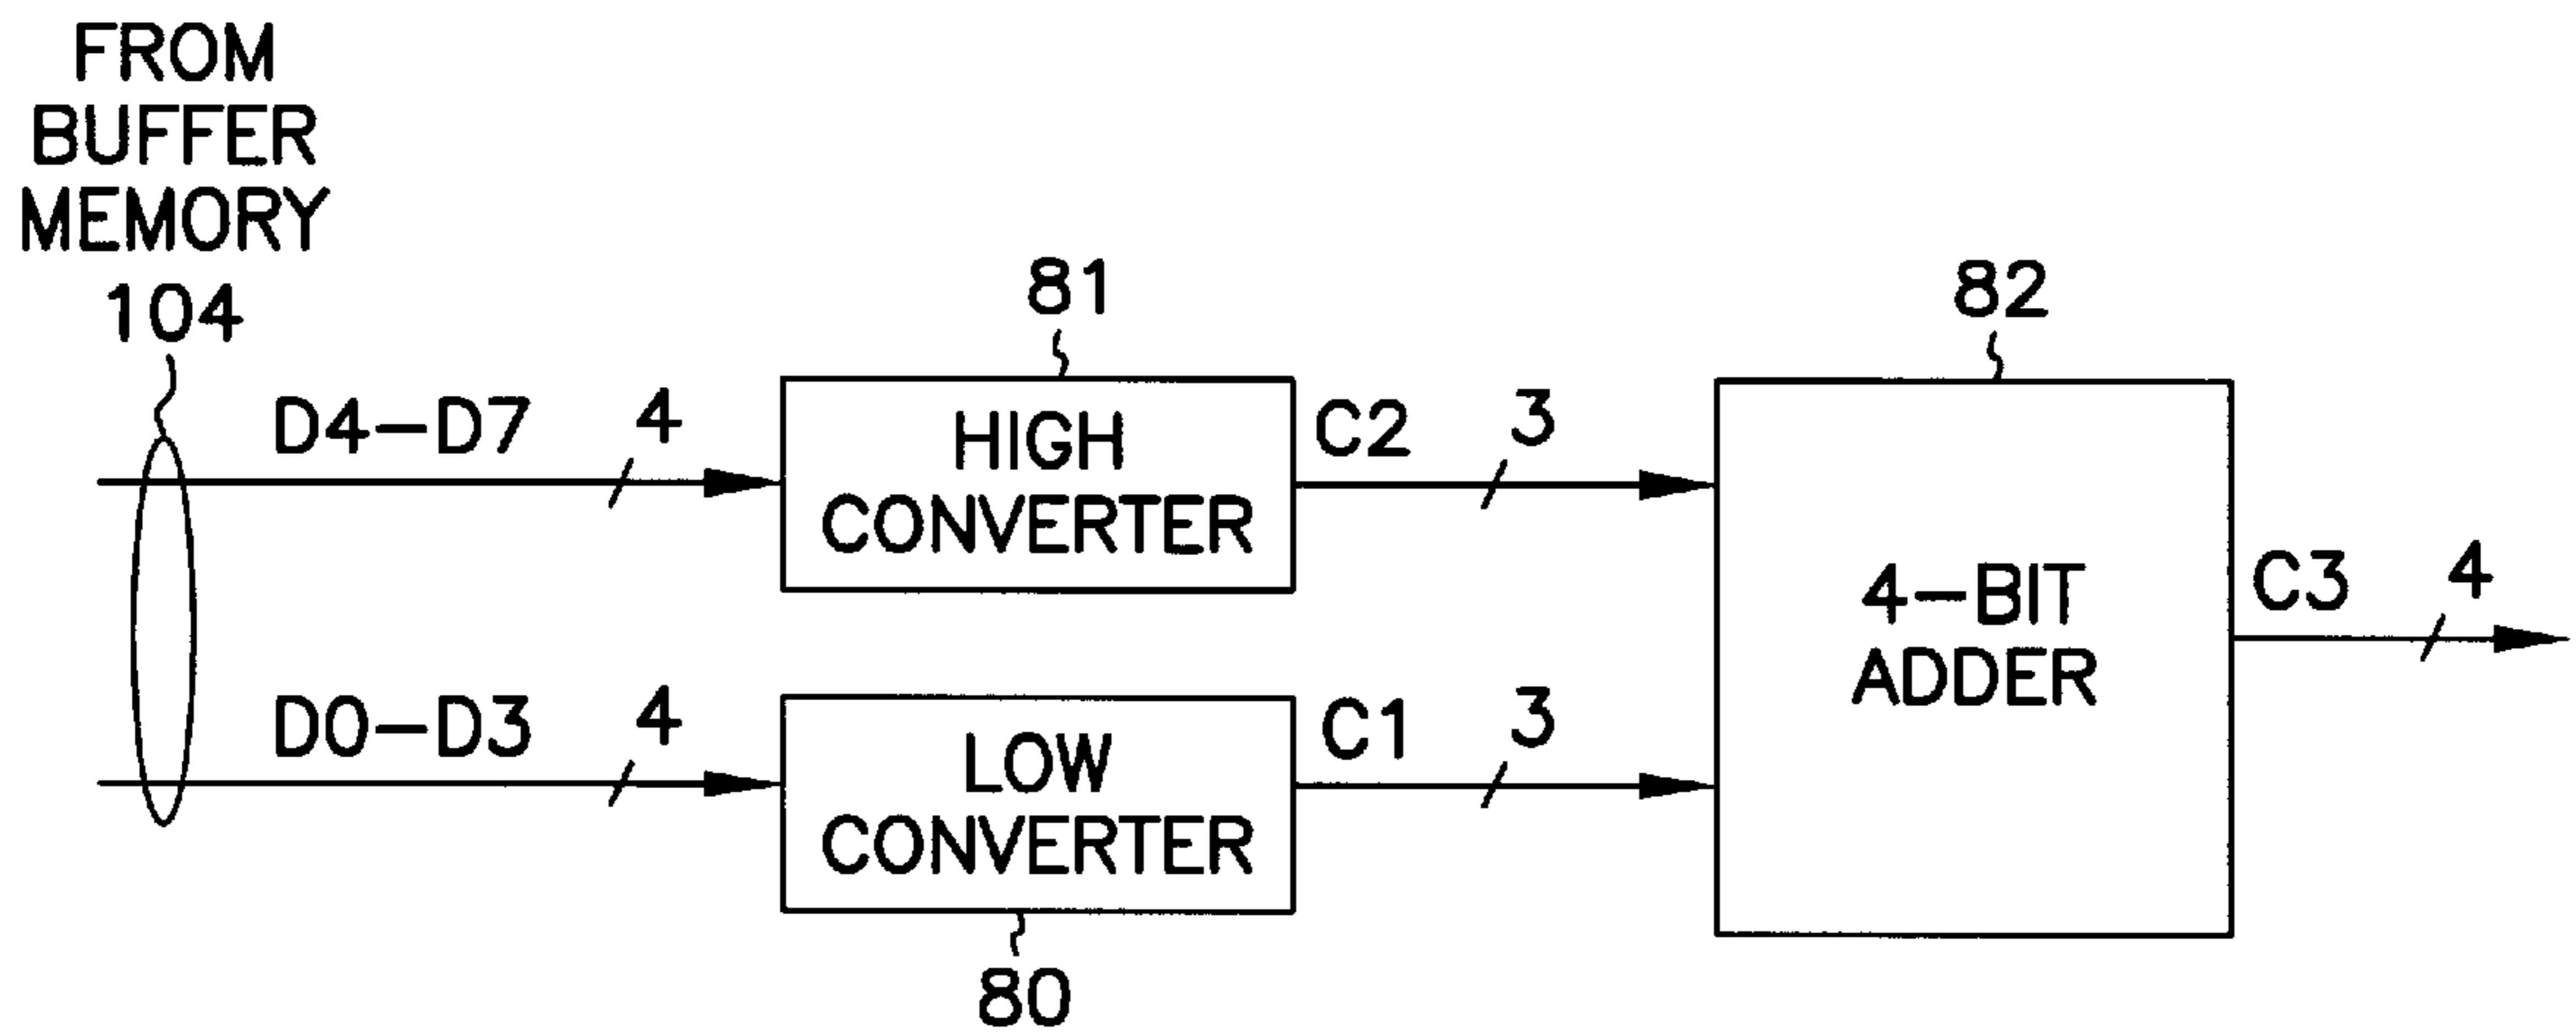 FROM
BUFFER
MEMORY
104
81
82
D4-D7
4
HIGH
CONVERTER
C2
3
4-BIT
ADDER
C3
4
D0-D3
4
LOW
CONVERTER
C1
3
80